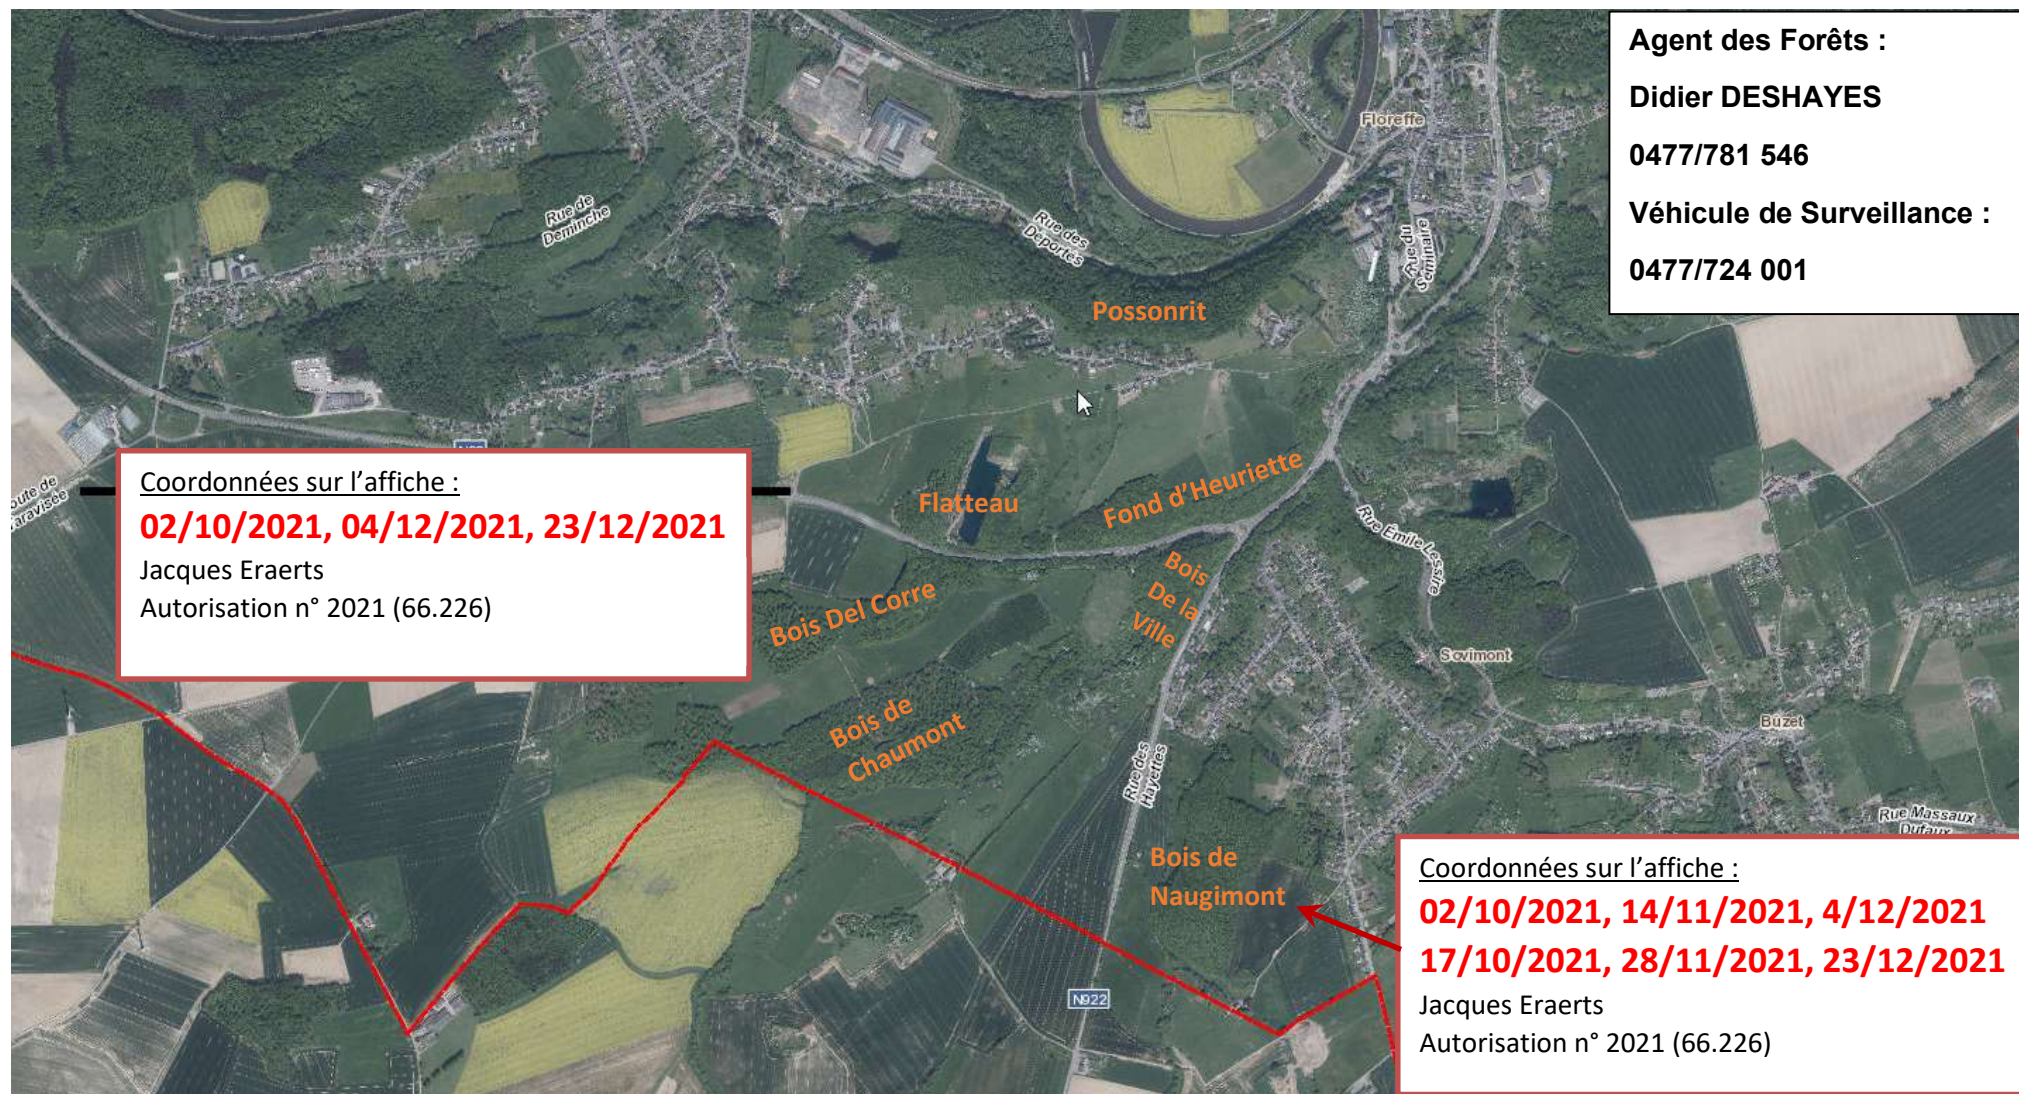 Agent des Forêts :
Didier DESHAYES
0477/781 546
Véhicule de Surveillance :
0477/724 001
Floreffe
Rue de
Deminche
Rue des
Déportés
Rue du
Séminaire
Possonrit
Coordonnées sur l’affiche :
02/10/2021, 04/12/2021, 23/12/2021
Jacques Eraerts
Autorisation n° 2021 (66.226)
Flatteau
Fond d’Heuriette
Rue Émile Lessire
Bois
De la
Ville
Bois Del Corre
Sovimont
Bois de
Chaumont
Buzet
Rue des
Hayettes
Rue Massaux
Dufaux
Bois de
Naugimont
N922
Coordonnées sur l’affiche :
02/10/2021, 14/11/2021, 4/12/2021
17/10/2021, 28/11/2021, 23/12/2021
Jacques Eraerts
Autorisation n° 2021 (66.226)